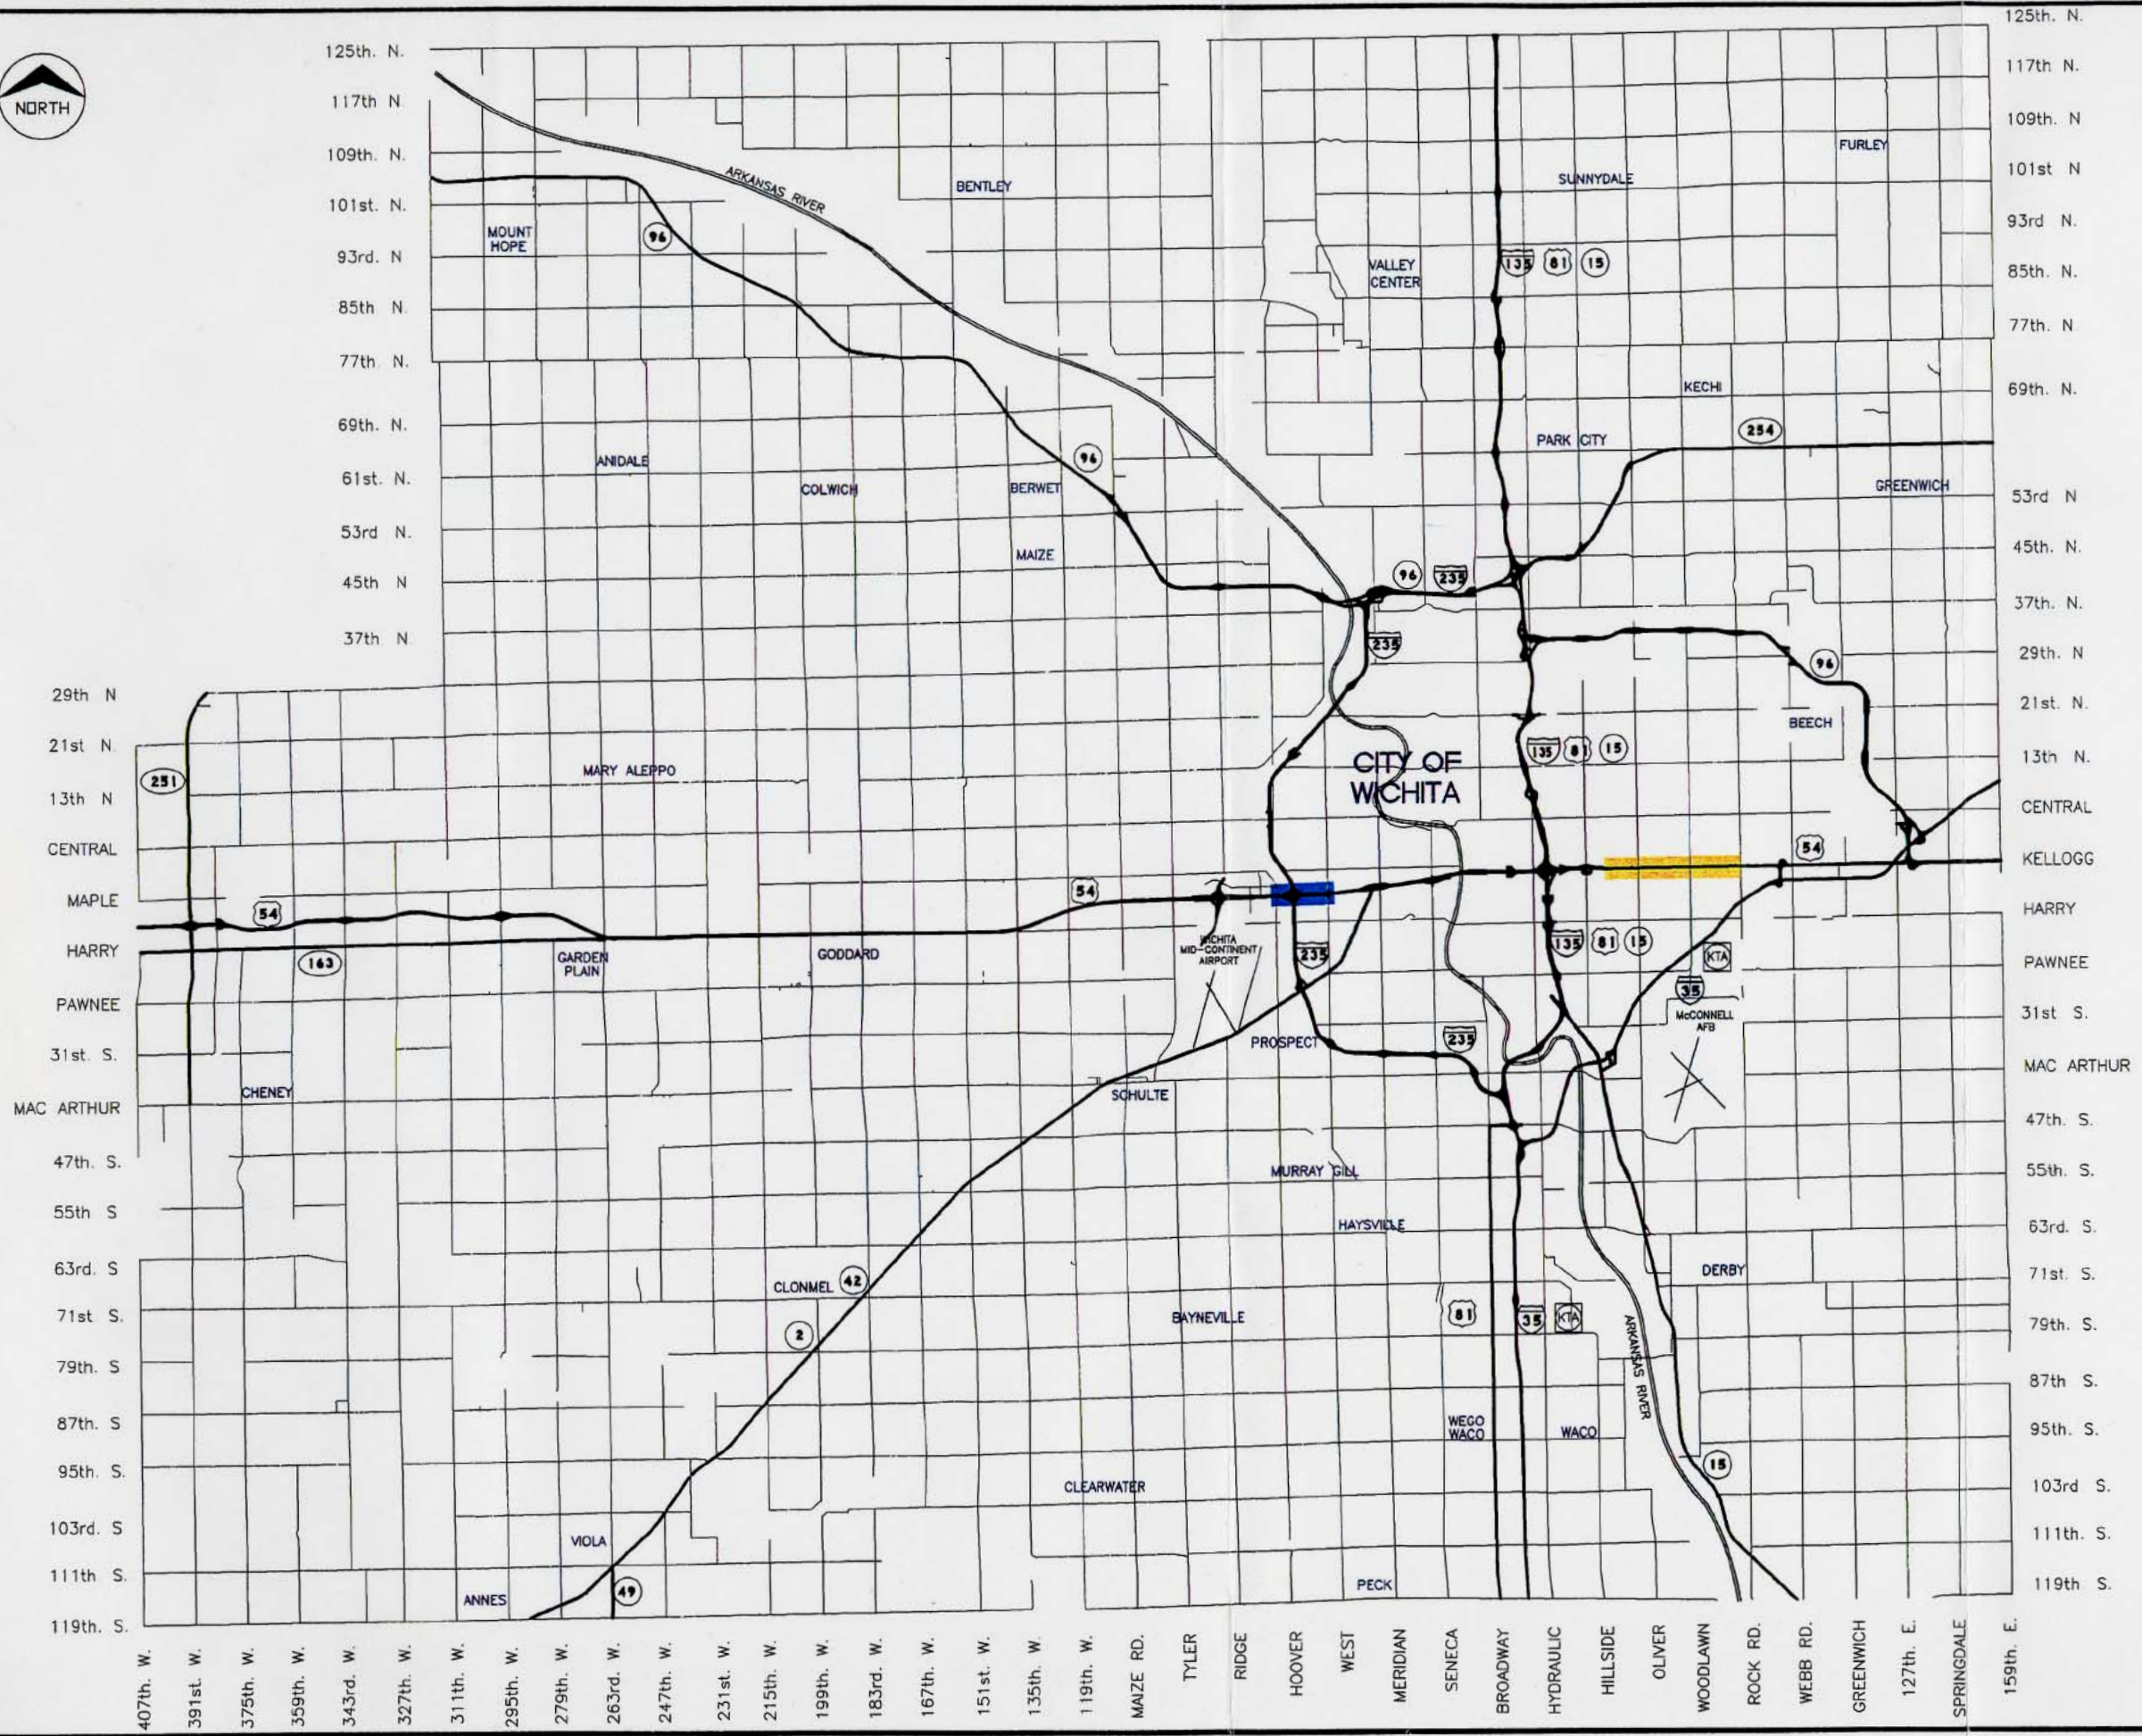 NORTH
125th. N.
117th N
109th. N.
101st. N.
93rd. N
85th N.
77th. N.
69th. N.
61st. N.
53rd N.
45th N
37th N
29th N
21st N.
13th N
CENTRAL
MAPLE
HARRY
PAWNEE
31st. S.
MAC ARTHUR
47th. S.
55th S
63rd. S
71st S.
79th. S
87th. S
95th. S.
103rd. S
111th S.
119th. S.
125th. N.
117th N.
109th. N
101st N
93rd N.
85th. N.
77th. N
69th. N.
53rd N
45th. N.
37th. N.
29th. N
21st. N.
13th N.
CENTRAL
KELLOGG
HARRY
PAWNEE
31st S.
MAC ARTHUR
47th. S.
55th. S.
63rd. S.
71st. S.
79th. S.
87th S.
95th. S.
103rd S.
111th. S.
119th S.
407th. W.
391st. W.
375th. W.
359th. W.
343rd. W.
327th. W.
311th. W.
295th. W.
279th. W.
263rd. W.
247th. W.
231st. W.
215th. W.
199th. W.
183rd. W.
167th. W.
151st. W.
135th. W.
119th. W.
MAIZE RD.
TYLER
RIDGE
HOOVER
WEST
MERIDIAN
SENECA
BROADWAY
HYDRAULIC
HILLSIDE
OLIVER
WOODLAWN
ROCK RD.
WEBB RD.
GREENWICH
127th. E.
SPRINGDALE
159th. E.
ARKANSAS RIVER
BENTLEY
SUNNYDALE
FURLEY
MOUNT
HOPE
96
VALLEY
CENTER
135 81 15
KECHI
PARK CITY
254
ANIDALE
COLWICH
BERWET
96
GREENWICH
MAIZE
96 235
235
96
BEECH
MARY ALEPPO
CITY OF
WICHITA
135 81 15
251
54
54
54
163
GARDEN
PLAIN
GODDARD
WICHITA
MID-CONTINENT
AIRPORT
235
135 81 15
KTA
35
McCONNELL
AFB
PROSPECT
235
CHENEY
SCHULTE
MURRAY GILL
HAYSVILLE
DERBY
CLONMEL
42
2
BAYNEVILLE
81
35 KTA
ARKANSAS RIVER
WEGO
WACO
WACO
15
CLEARWATER
VIOLA
49
ANNES
PECK